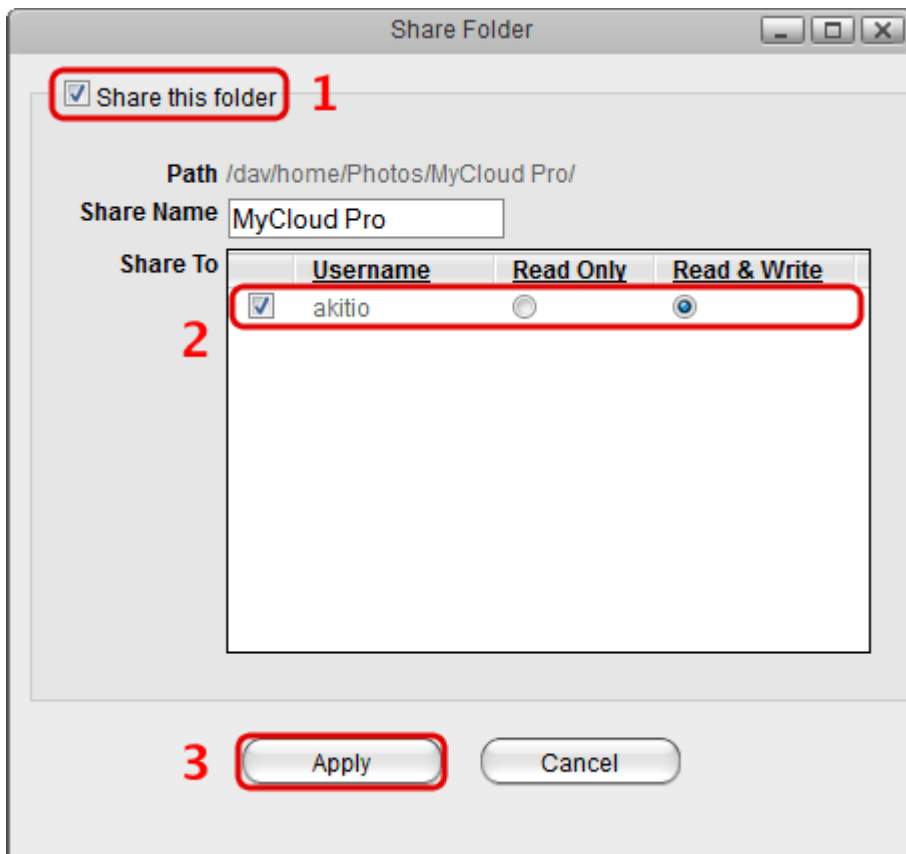 Share Folder
Share this folder 1
Path /dav/home/Photos/MyCloud Pro/
Share Name MyCloud Pro
Share To Username Read Only Read & Write
2 akitio
3 Apply Cancel